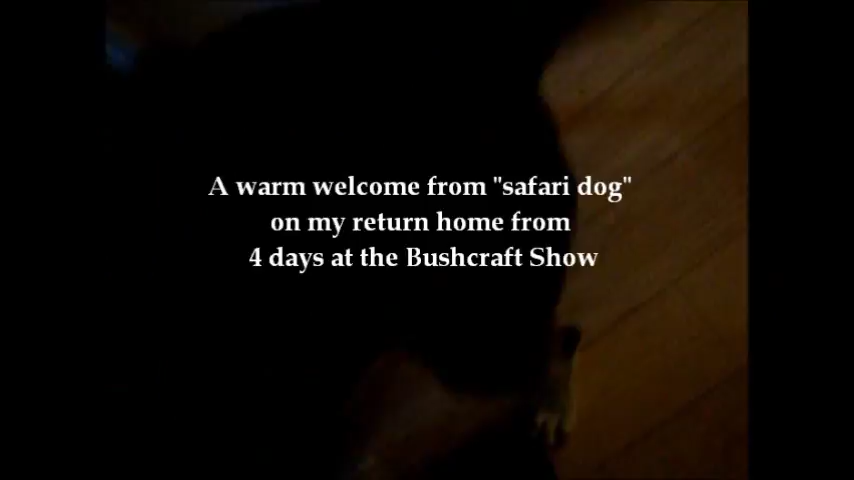 A warm welcome from "safari dog"
on my return home from
4 days at the Bushcraft Show